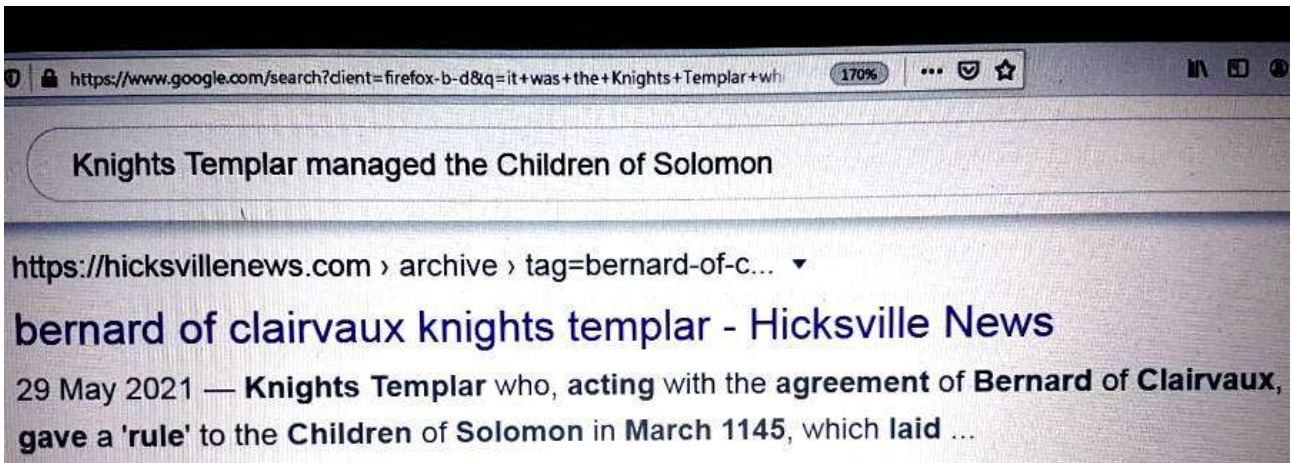 https://www.google.com/search?client=firefox-b-d&q=it+was+the+Knights+Templar+wh 170%
Knights Templar managed the Children of Solomon
https://hicksvillenews.com › archive › tag=bernard-of-c...
bernard of clairvaux knights templar - Hicksville News
29 May 2021 — Knights Templar who, acting with the agreement of Bernard of Clairvaux,
gave a 'rule' to the Children of Solomon in March 1145, which laid ...